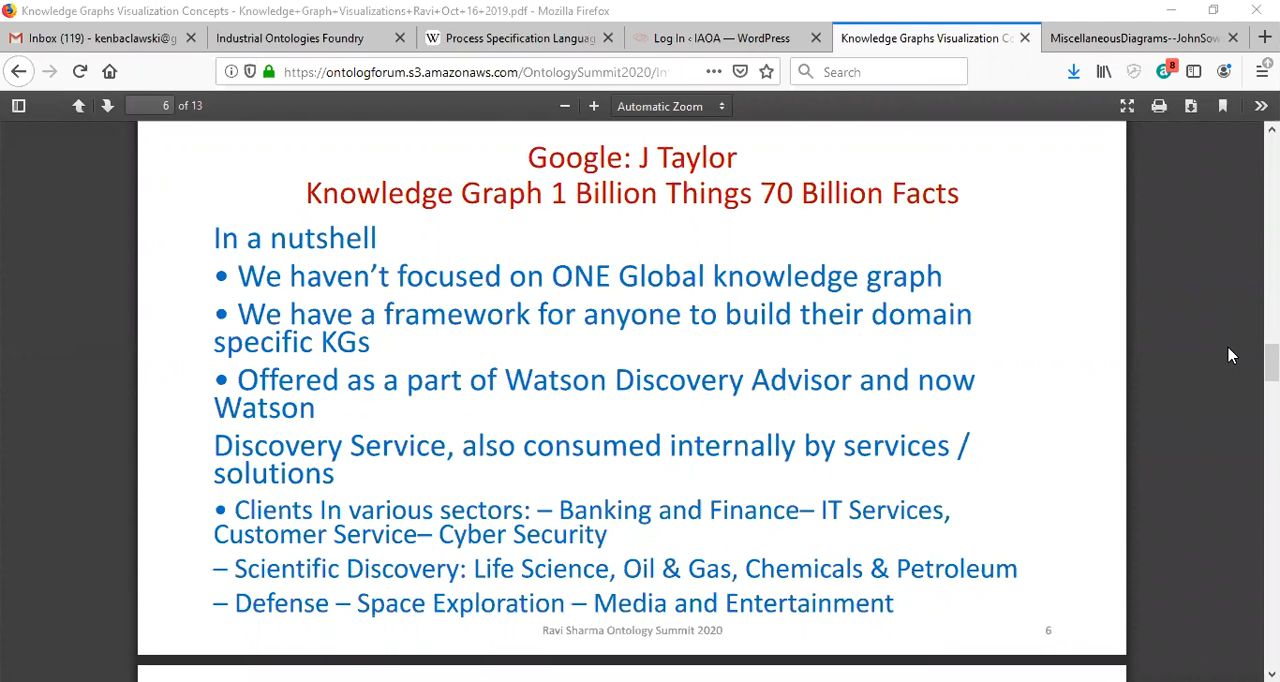 Knowledge Graphs Visualization Concepts - Knowledge+Graph+Visualizations+Ravi+Oct+16+2019.pdf - Mozilla Firefox
Inbox (119) - kenbaclawski@g
Industrial Ontologies Foundry
W Process Specification Languag
Log In ‹ IAOA — WordPress
Knowledge Graphs Visualization Co
MiscellaneousDiagrams--JohnSow
8
https://ontologforum.s3.amazonaws.com/OntologySummit2020/In
Search
6 of 13
Automatic Zoom
Google: J Taylor
Knowledge Graph 1 Billion Things 70 Billion Facts
In a nutshell
• We haven’t focused on ONE Global knowledge graph
• We have a framework for anyone to build their domain
specific KGs
• Offered as a part of Watson Discovery Advisor and now
Watson
Discovery Service, also consumed internally by services /
solutions
• Clients In various sectors: – Banking and Finance– IT Services,
Customer Service– Cyber Security
– Scientific Discovery: Life Science, Oil & Gas, Chemicals & Petroleum
– Defense – Space Exploration – Media and Entertainment
Ravi Sharma Ontology Summit 2020
6